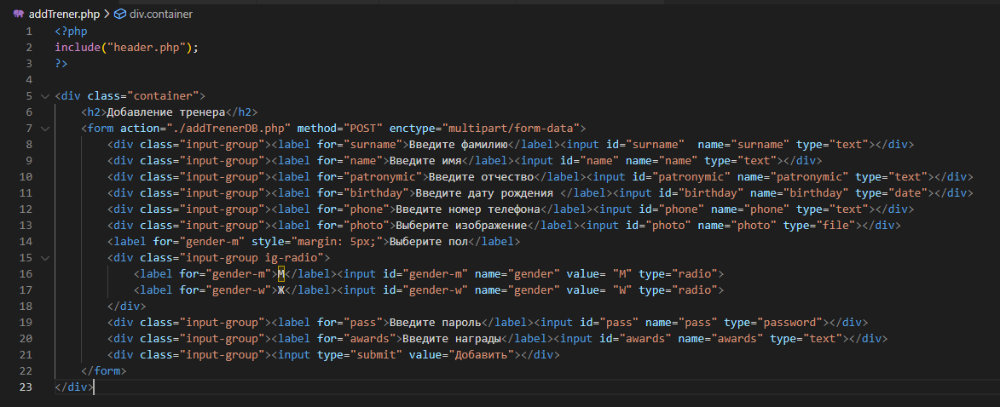 addTrener.php > div.container
1 <?php
2 include("header.php");
3 ?>
4
5 <div class="container">
6 <h2>Добавление тренера</h2>
7 <form action="./addTrenerDB.php" method="POST" enctype="multipart/form-data">
8 <div class="input-group"><label for="surname">Введите фамилию</label><input id="surname"  name="surname" type="text"></div>
9 <div class="input-group"><label for="name">Введите имя</label><input id="name" name="name" type="text"></div>
10 <div class="input-group"><label for="patronymic">Введите отчество</label><input id="patronymic" name="patronymic" type="text"></div>
11 <div class="input-group"><label for="birthday">Введите дату рождения </label><input id="birthday" name="birthday" type="date"></div>
12 <div class="input-group"><label for="phone">Введите номер телефона</label><input id="phone" name="phone" type="text"></div>
13 <div class="input-group"><label for="photo">Выберите изображение</label><input id="photo" name="photo" type="file"></div>
14 <label for="gender-m" style="margin: 5px;">Выберите пол</label>
15 <div class="input-group ig-radio">
16 <label for="gender-m">М</label><input id="gender-m" name="gender" value= "M" type="radio">
17 <label for="gender-w">Ж</label><input id="gender-w" name="gender" value= "W" type="radio">
18 </div>
19 <div class="input-group"><label for="pass">Введите пароль</label><input id="pass" name="pass" type="password"></div>
20 <div class="input-group"><label for="awards">Введите награды</label><input id="awards" name="awards" type="text"></div>
21 <div class="input-group"><input type="submit" value="Добавить"></div>
22 </form>
23 </div>